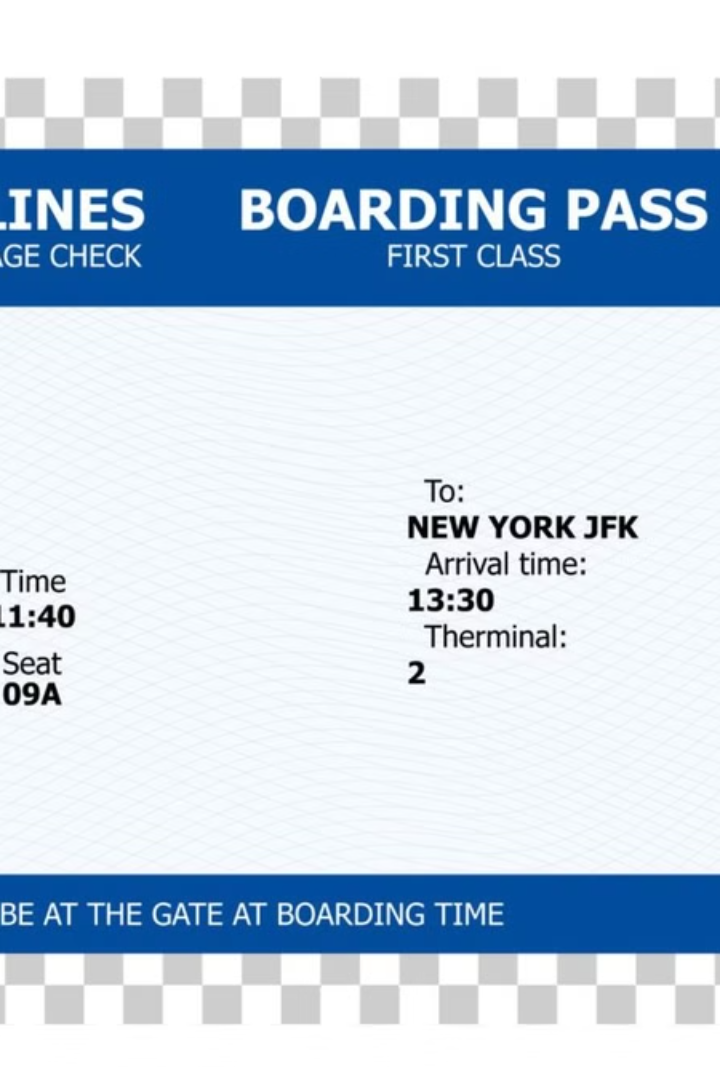 LINES
AGE CHECK
BOARDING PASS
FIRST CLASS
To:
NEW YORK JFK
Arrival time:
13:30
Therminal:
2
Time
11:40
Seat
09A
BE AT THE GATE AT BOARDING TIME